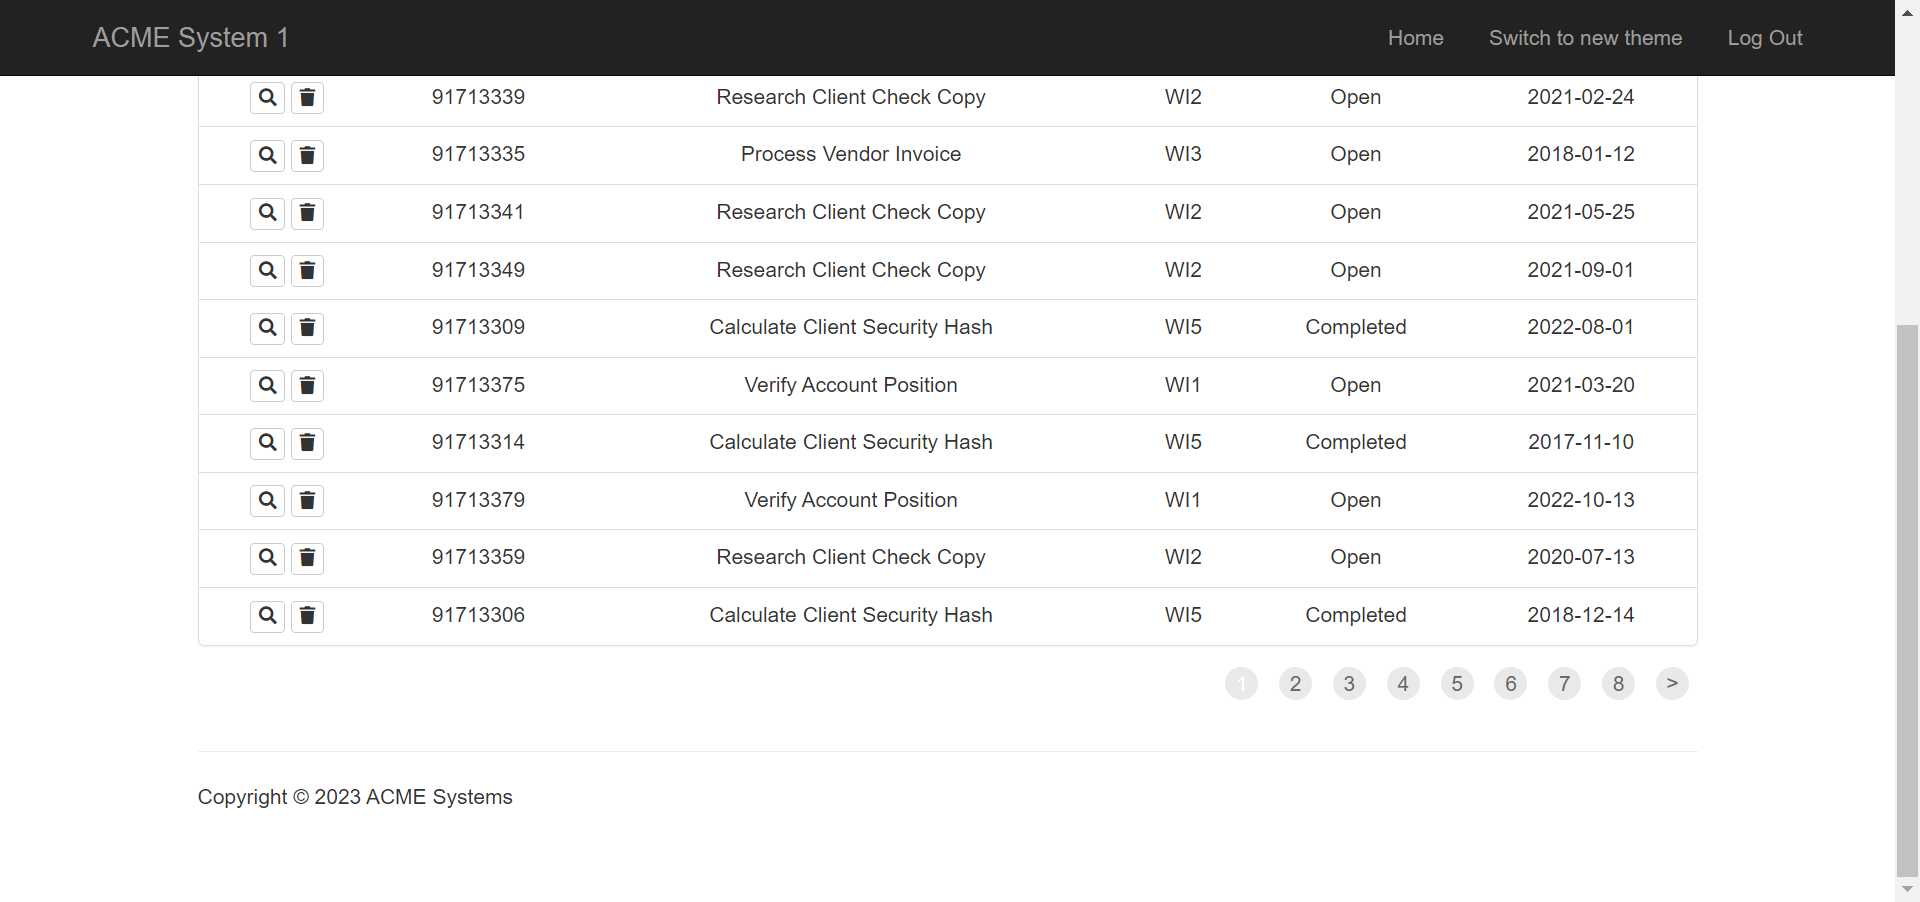 ACME System 1 Home Switch to new theme Log Out
91713339 Research Client Check Copy WI2 Open 2021-02-24
91713335 Process Vendor Invoice WI3 Open 2018-01-12
91713341 Research Client Check Copy WI2 Open 2021-05-25
91713349 Research Client Check Copy WI2 Open 2021-09-01
91713309 Calculate Client Security Hash WI5 Completed 2022-08-01
91713375 Verify Account Position WI1 Open 2021-03-20
91713314 Calculate Client Security Hash WI5 Completed 2017-11-10
91713379 Verify Account Position WI1 Open 2022-10-13
91713359 Research Client Check Copy WI2 Open 2020-07-13
91713306 Calculate Client Security Hash WI5 Completed 2018-12-14
1 2 3 4 5 6 7 8 >
Copyright © 2023 ACME Systems